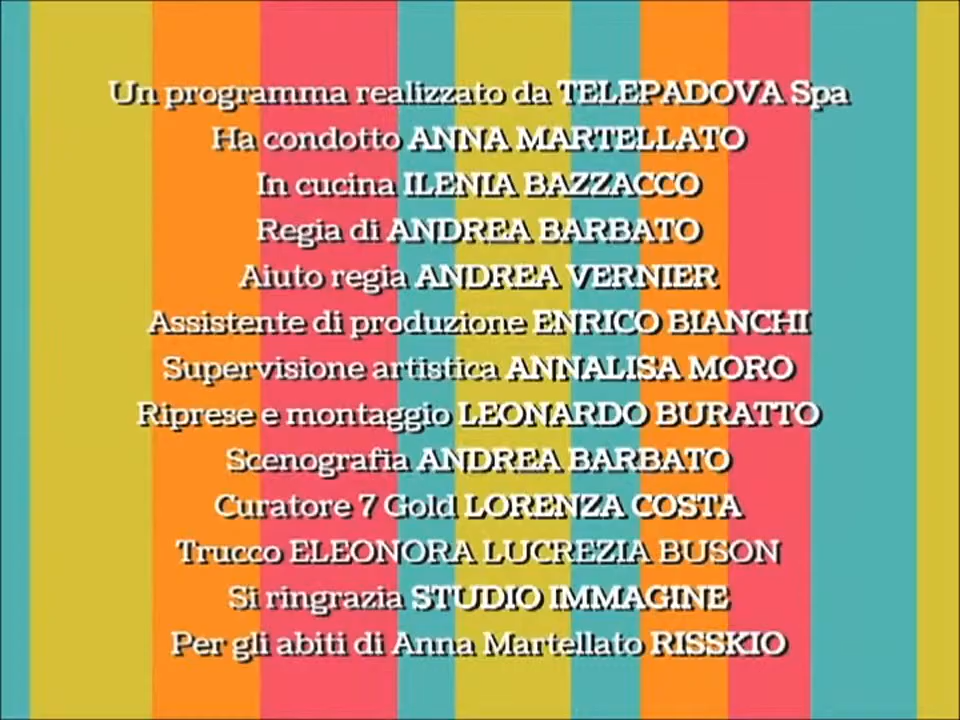 Un programma realizzato da TELEPADOVA Spa
Ha condotto ANNA MARTELLATO
In cucina ILENIA BAZZACCO
Regia di ANDREA BARBATO
Aiuto regia ANDREA VERNIER
Assistente di produzione ENRICO BIANCHI
Supervisione artistica ANNALISA MORO
Riprese e montaggio LEONARDO BURATTO
Scenografia ANDREA BARBATO
Curatore 7 Gold LORENZA COSTA
Trucco ELEONORA LUCREZIA BUSON
Si ringrazia STUDIO IMMAGINE
Per gli abiti di Anna Martellato RISSKIO